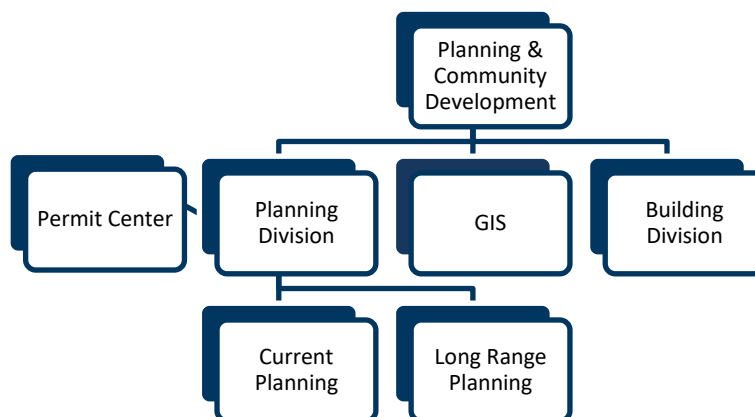 Planning &
Community
Development
Permit Center
Planning
Division
GIS
Building
Division
Current
Planning
Long Range
Planning